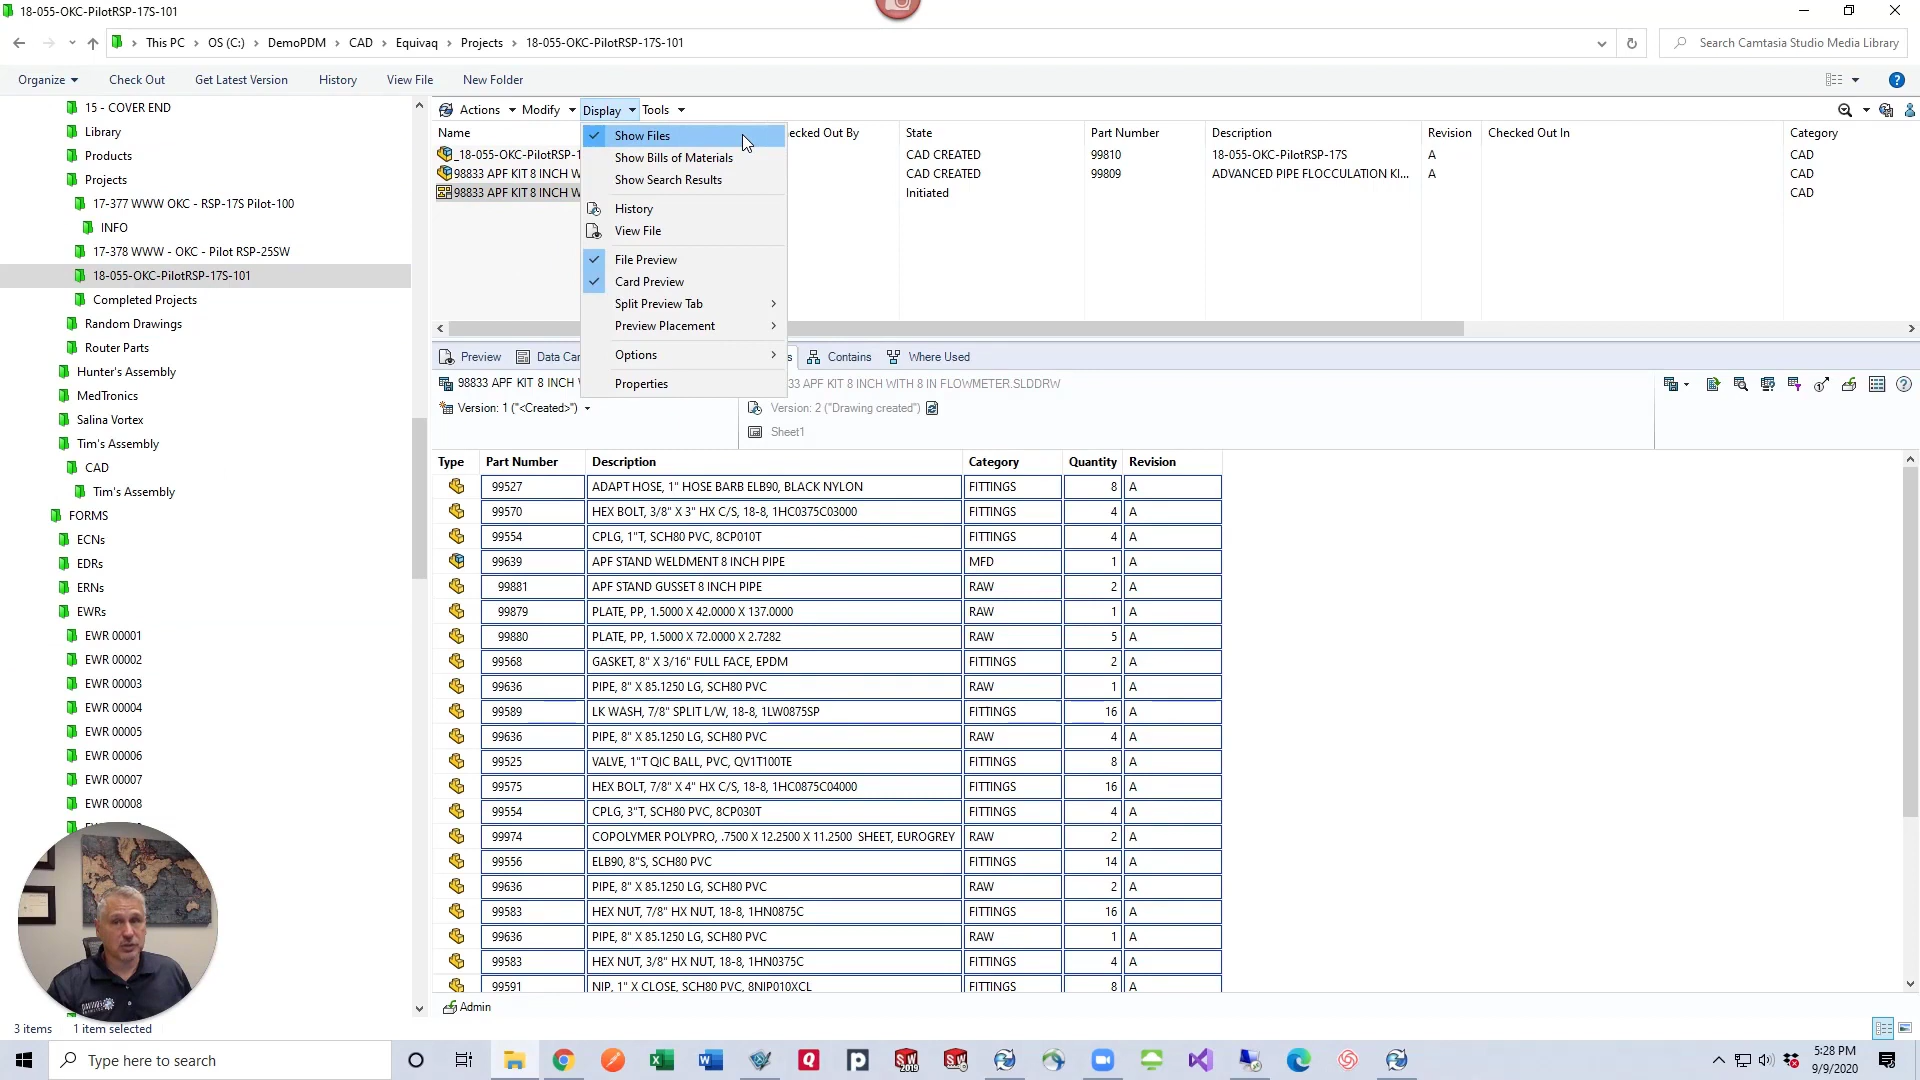 18-055-OKC-PilotRSP-17S-101
This PC > OS (C:) > DemoPDM > CAD > Equivaq > Projects > 18-055-OKC-PilotRSP-17S-101
Search Camtasia Studio Media Library
Organize Check Out Get Latest Version History View File New Folder
15 - COVER END
Library
Products
Projects
17-377 WWW OKC - RSP-17S Pilot-100
INFO
17-378 WWW - OKC - Pilot RSP-25SW
18-055-OKC-PilotRSP-17S-101
Completed Projects
Random Drawings
Router Parts
Hunter's Assembly
MedTronics
Salina Vortex
Tim's Assembly
CAD
Tim's Assembly
FORMS
ECNs
EDRs
ERNs
EWRs
EWR 00001
EWR 00002
EWR 00003
EWR 00004
EWR 00005
EWR 00006
EWR 00007
EWR 00008
Actions Modify Display Tools
Name ecked Out By State Part Number Description Revision Checked Out In Category
_18-055-OKC-PilotRSP-1 CAD CREATED 99810 18-055-OKC-PilotRSP-17S A CAD
98833 APF KIT 8 INCH W CAD CREATED 99809 ADVANCED PIPE FLOCCULATION KI... A CAD
98833 APF KIT 8 INCH W Initiated CAD
Show Files
Show Bills of Materials
Show Search Results
History
View File
File Preview
Card Preview
Split Preview Tab
Preview Placement
Options
Properties
Preview Data Car s Contains Where Used
98833 APF KIT 8 INCH W 33 APF KIT 8 INCH WITH 8 IN FLOWMETER.SLDDRW
Version: 1 ("<Created>") Version: 2 ("Drawing created")
Sheet1
Type Part Number Description Category Quantity Revision
99527 ADAPT HOSE, 1" HOSE BARB ELB90, BLACK NYLON FITTINGS 8 A
99570 HEX BOLT, 3/8" X 3" HX C/S, 18-8, 1HC0375C03000 FITTINGS 4 A
99554 CPLG, 1"T, SCH80 PVC, 8CP010T FITTINGS 4 A
99639 APF STAND WELDMENT 8 INCH PIPE MFD 1 A
99881 APF STAND GUSSET 8 INCH PIPE RAW 2 A
99879 PLATE, PP, 1.5000 X 42.0000 X 137.0000 RAW 1 A
99880 PLATE, PP, 1.5000 X 72.0000 X 2.7282 RAW 5 A
99568 GASKET, 8" X 3/16" FULL FACE, EPDM FITTINGS 2 A
99636 PIPE, 8" X 85.1250 LG, SCH80 PVC RAW 1 A
99589 LK WASH, 7/8" SPLIT L/W, 18-8, 1LW0875SP FITTINGS 16 A
99636 PIPE, 8" X 85.1250 LG, SCH80 PVC RAW 4 A
99525 VALVE, 1"T QIC BALL, PVC, QV1T100TE FITTINGS 8 A
99575 HEX BOLT, 7/8" X 4" HX C/S, 18-8, 1HC0875C04000 FITTINGS 16 A
99554 CPLG, 3"T, SCH80 PVC, 8CP030T FITTINGS 4 A
99974 COPOLYMER POLYPRO, .7500 X 12.2500 X 11.2500 SHEET, EUROGREY RAW 2 A
99556 ELB90, 8"S, SCH80 PVC FITTINGS 14 A
99636 PIPE, 8" X 85.1250 LG, SCH80 PVC RAW 2 A
99583 HEX NUT, 7/8" HX NUT, 18-8, 1HN0875C FITTINGS 16 A
99636 PIPE, 8" X 85.1250 LG, SCH80 PVC RAW 1 A
99583 HEX NUT, 3/8" HX NUT, 18-8, 1HN0375C FITTINGS 4 A
99591 NIP, 1" X CLOSE, SCH80 PVC, 8NIP010XCL FITTINGS 8 A
Admin
3 items 1 item selected
Type here to search
5:28 PM
9/9/2020